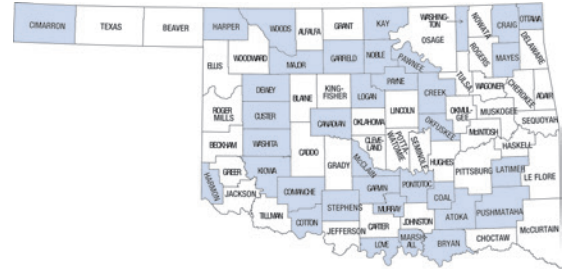 CIMARRON
TEXAS
BEAVER
HARPER
WOODS
ALFALFA
GRANT
KAY
WASHING-
TON
OSAGE
NOWATA
CRAIG
OTTAWA
ELLIS
WOODWARD
MAJOR
GARFIELD
NOBLE
PAWNEE
ROGERS
MAYES
DELAWARE
DEWEY
BLAINE
KING-
FISHER
LOGAN
PAYNE
CREEK
TULSA
WAGONER
CHEROKEE
ADAIR
ROGER
MILLS
CUSTER
CANADIAN
OKLAHOMA
LINCOLN
OKFUSKEE
OKMUL-
GEE
MUSKOGEE
SEQUOYAH
BECKHAM
WASHITA
CADDO
GRADY
CLEVE-
LAND
POTTA-
WATOMIE
SEMINOLE
HUGHES
McINTOSH
HASKELL
HARMON
GREER
KIOWA
McCLAIN
PITTSBURG
LATIMER
LE FLORE
JACKSON
COMANCHE
GARVIN
PONTOTOC
COAL
TILLMAN
COTTON
STEPHENS
MURRAY
JOHNSTON
ATOKA
PUSHMATAHA
JEFFERSON
CARTER
LOVE
MARSH-
ALL
BRYAN
CHOCTAW
McCURTAIN